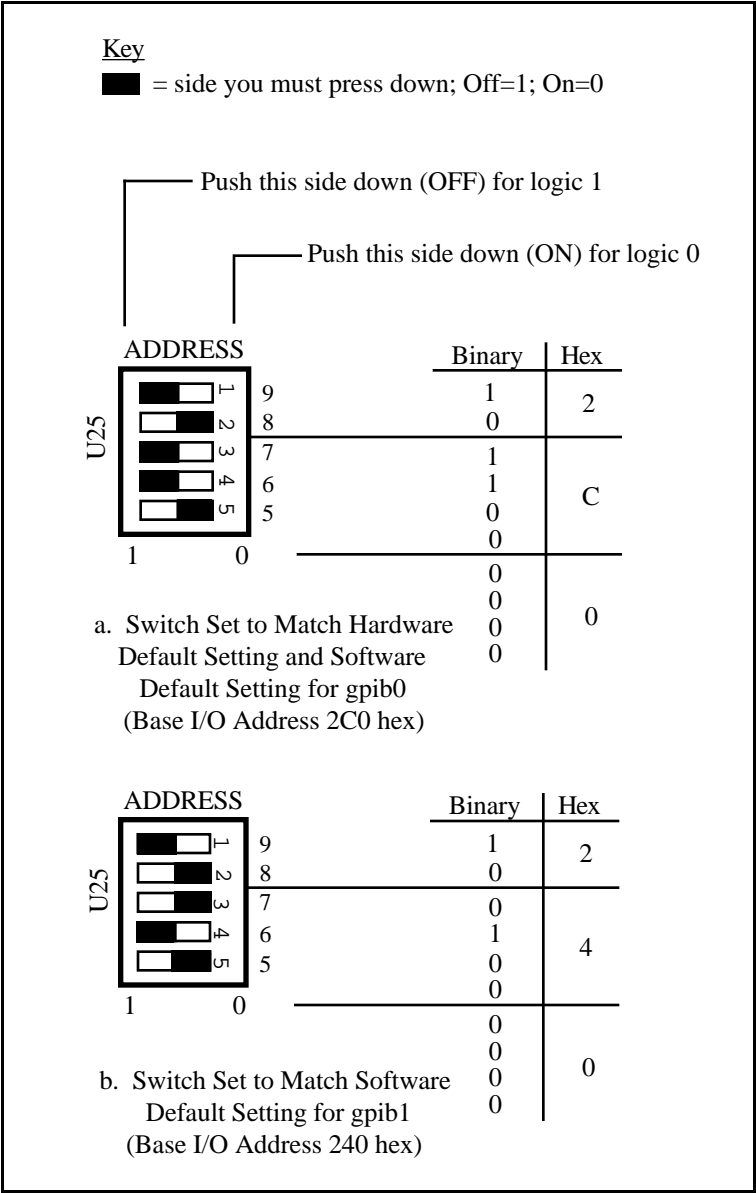 Key
= side you must press down; Off=1; On=0
Push this side down (OFF) for logic 1
Push this side down (ON) for logic 0
ADDRESS
Binary Hex
U25
1 9 1 2
2 8 0
3 7 1
4 6 1 C
5 5 0
0
1 0
0
0
0 0
0
a. Switch Set to Match Hardware
Default Setting and Software
Default Setting for gpib0
(Base I/O Address 2C0 hex)
ADDRESS
Binary Hex
U25
1 9 1 2
2 8 0
3 7 0
4 6 1 4
5 5 0
0
1 0
0
0
0 0
0
b. Switch Set to Match Software
Default Setting for gpib1
(Base I/O Address 240 hex)